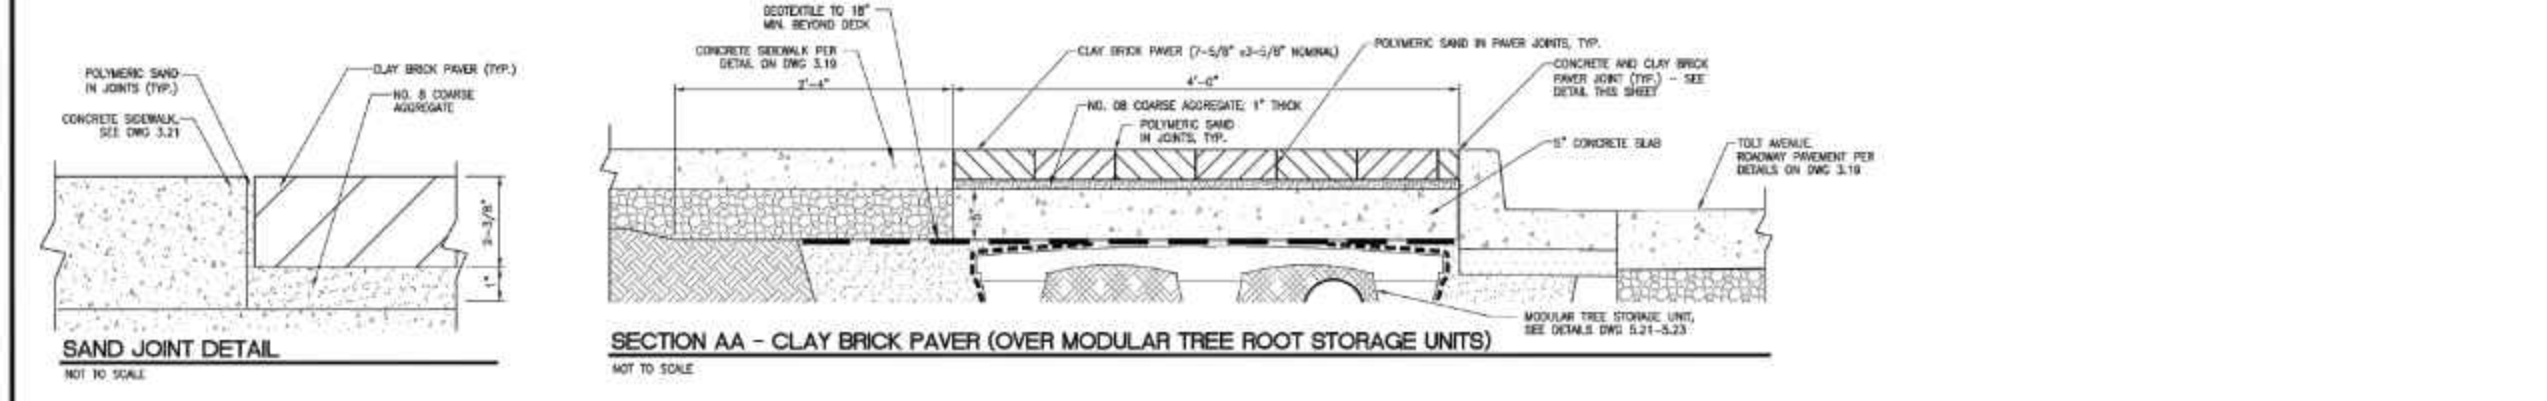 POLYMERIC SAND
IN JOINTS (TYP.)
CONCRETE SIDEWALK,
SEE DWG 3.21
CLAY BRICK PAVER (TYP.)
NO. 8 COARSE
AGGREGATE
2-3/8"
1"
SAND JOINT DETAIL
NOT TO SCALE
GEOTEXTILE TO 18"
MIN. BEYOND DECK
CONCRETE SIDEWALK PER
DETAIL ON DWG 3.19
2'-4"
CLAY BRICK PAVER (7-5/8" x3-5/8" NOMINAL)
4'-0"
NO. 08 COARSE AGGREGATE; 1" THICK
POLYMERIC SAND
IN JOINTS, TYP.
POLYMERIC SAND IN PAVER JOINTS, TYP.
CONCRETE AND CLAY BRICK
PAVER JOINT (TYP.) - SEE
DETAIL THIS SHEET
5" CONCRETE SLAB
TOLT AVENUE,
ROADWAY PAVEMENT PER
DETAILS ON DWG 3.19
5"
MODULAR TREE STORAGE UNIT,
SEE DETAILS DWG 5.21-5.23
SECTION AA - CLAY BRICK PAVER (OVER MODULAR TREE ROOT STORAGE UNITS)
NOT TO SCALE